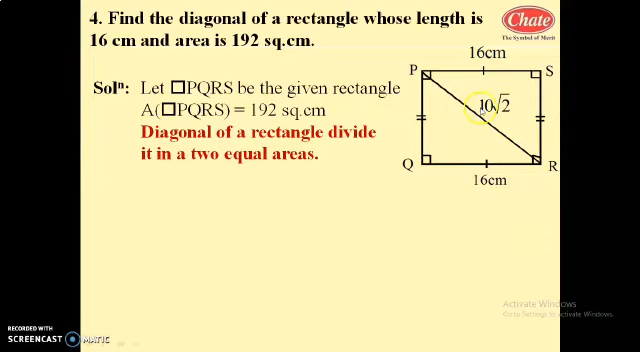 4. Find the diagonal of a rectangle whose length is
16 cm and area is 192 sq.cm.
Chate
The Symbol of Merit
Solⁿ: Let □PQRS be the given rectangle
A(□PQRS) = 192 sq.cm
Diagonal of a rectangle divide
it in a two equal areas.
16cm
P
S
10√2
Q
R
16cm
Activate Windows
Go to Settings to activate Windows.
RECORDED WITH
SCREENCAST MATIC